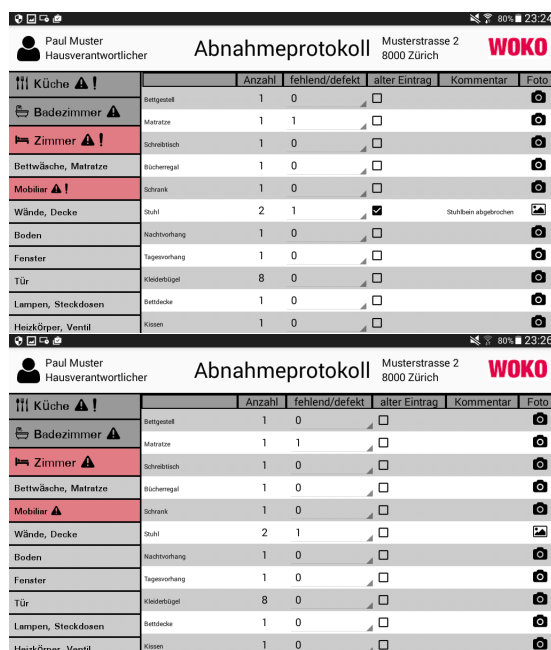 80% 23:24
Paul Muster
Hausverantwortlicher
Abnahmeprotokoll
Musterstrasse 2
8000 Zürich
WOKO
Küche !
Anzahl fehlend/defekt alter Eintrag Kommentar Foto
Badezimmer
Bettgestell 1 0
Matratze 1 1
Zimmer !
Schreibtisch 1 0
Bettwäsche, Matratze
Bücherregal 1 0
Mobiliar !
Schrank 1 0
Wände, Decke
Stuhl 2 1 Stuhlbein abgebrochen
Boden
Nachtvorhang 1 0
Fenster
Tagesvorhang 1 0
Tür
Kleiderbügel 8 0
Lampen, Steckdosen
Bettdecke 1 0
Heizkörper, Ventil
Kissen 1 0
80% 23:26
Paul Muster
Hausverantwortlicher
Abnahmeprotokoll
Musterstrasse 2
8000 Zürich
WOKO
Küche !
Anzahl fehlend/defekt alter Eintrag Kommentar Foto
Badezimmer
Bettgestell 1 0
Matratze 1 1
Zimmer
Schreibtisch 1 0
Bettwäsche, Matratze
Bücherregal 1 0
Mobiliar
Schrank 1 0
Wände, Decke
Stuhl 2 1
Boden
Nachtvorhang 1 0
Fenster
Tagesvorhang 1 0
Tür
Kleiderbügel 8 0
Lampen, Steckdosen
Bettdecke 1 0
Heizkörper, Ventil
Kissen 1 0